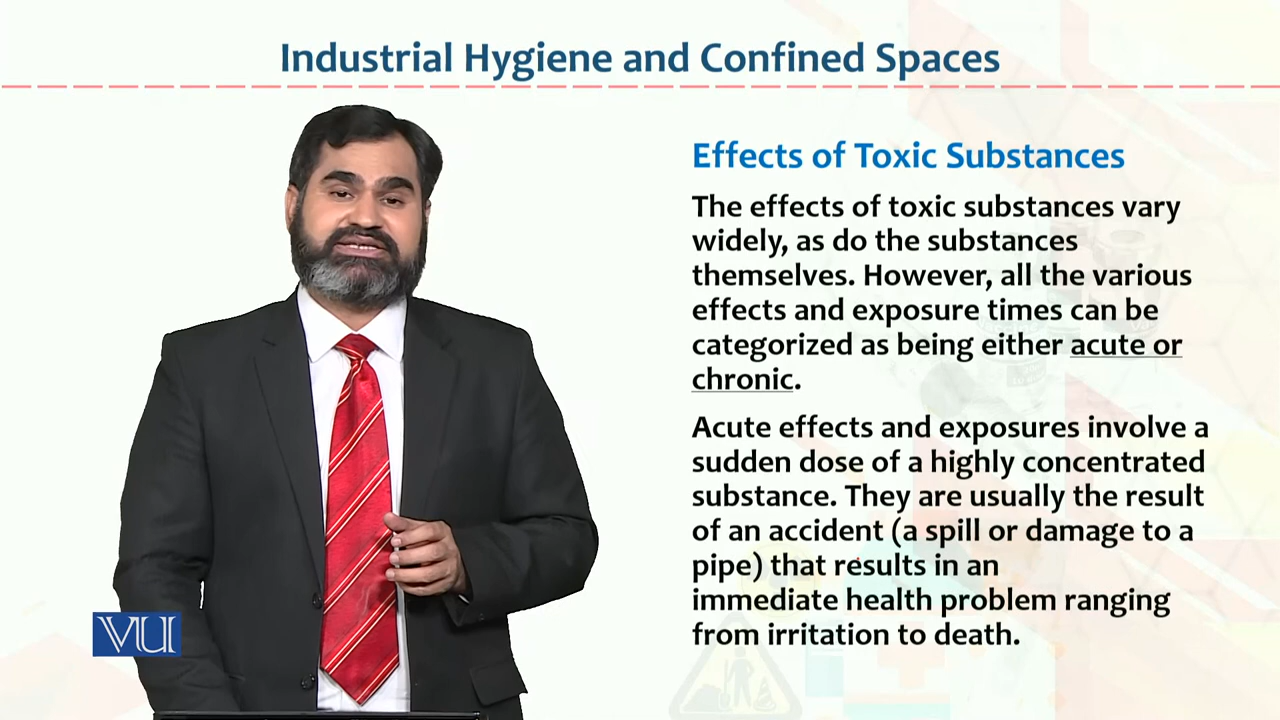 Industrial Hygiene and Confined Spaces
Effects of Toxic Substances
The effects of toxic substances vary
widely, as do the substances
themselves. However, all the various
effects and exposure times can be
categorized as being either acute or
chronic.
Acute effects and exposures involve a
sudden dose of a highly concentrated
substance. They are usually the result
of an accident (a spill or damage to a
pipe) that results in an
immediate health problem ranging
from irritation to death.
VU